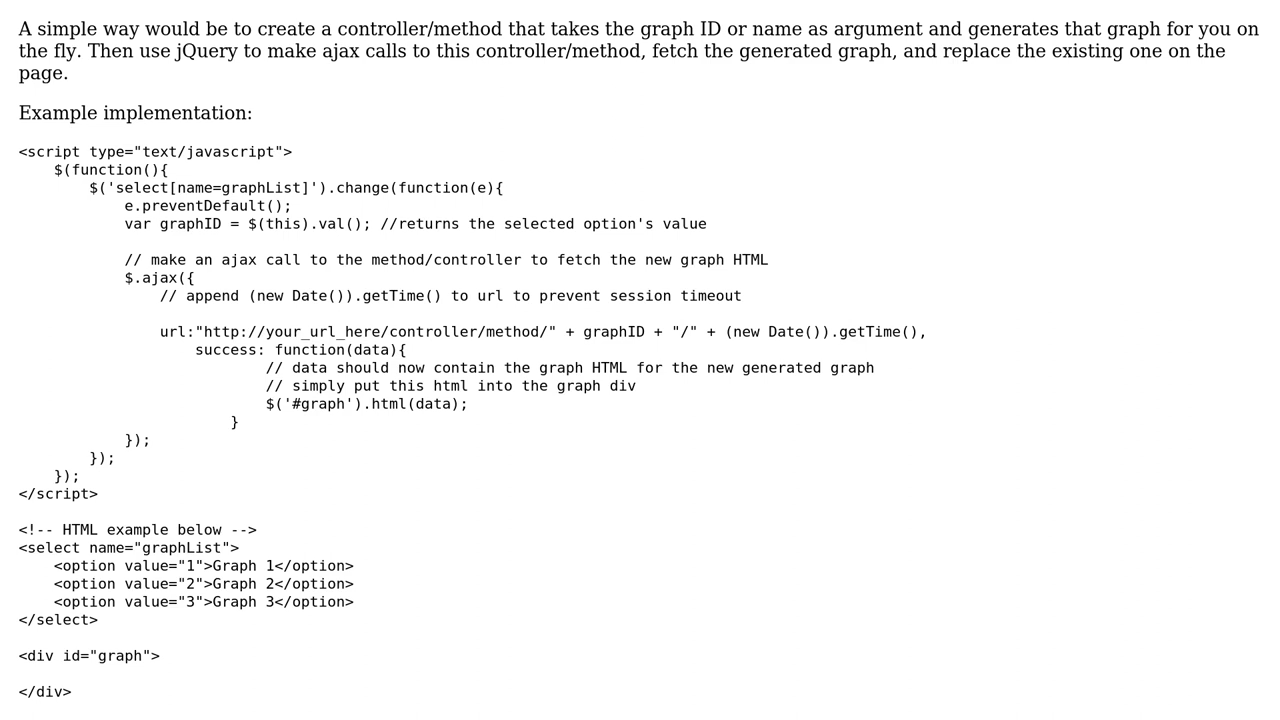 A simple way would be to create a controller/method that takes the graph ID or name as argument and generates that graph for you on
the fly. Then use jQuery to make ajax calls to this controller/method, fetch the generated graph, and replace the existing one on the
page.

Example implementation:

<script type="text/javascript">
    $(function(){
        $('select[name=graphList]').change(function(e){
            e.preventDefault();
            var graphID = $(this).val(); //returns the selected option's value

            // make an ajax call to the method/controller to fetch the new graph HTML
            $.ajax({
                // append (new Date()).getTime() to url to prevent session timeout

                url:"http://your_url_here/controller/method/" + graphID + "/" + (new Date()).getTime(),
                    success: function(data){
                            // data should now contain the graph HTML for the new generated graph
                            // simply put this html into the graph div
                            $('#graph').html(data);
                        }
            });
        });
    });
</script>

<!-- HTML example below -->
<select name="graphList">
    <option value="1">Graph 1</option>
    <option value="2">Graph 2</option>
    <option value="3">Graph 3</option>
</select>

<div id="graph">

</div>